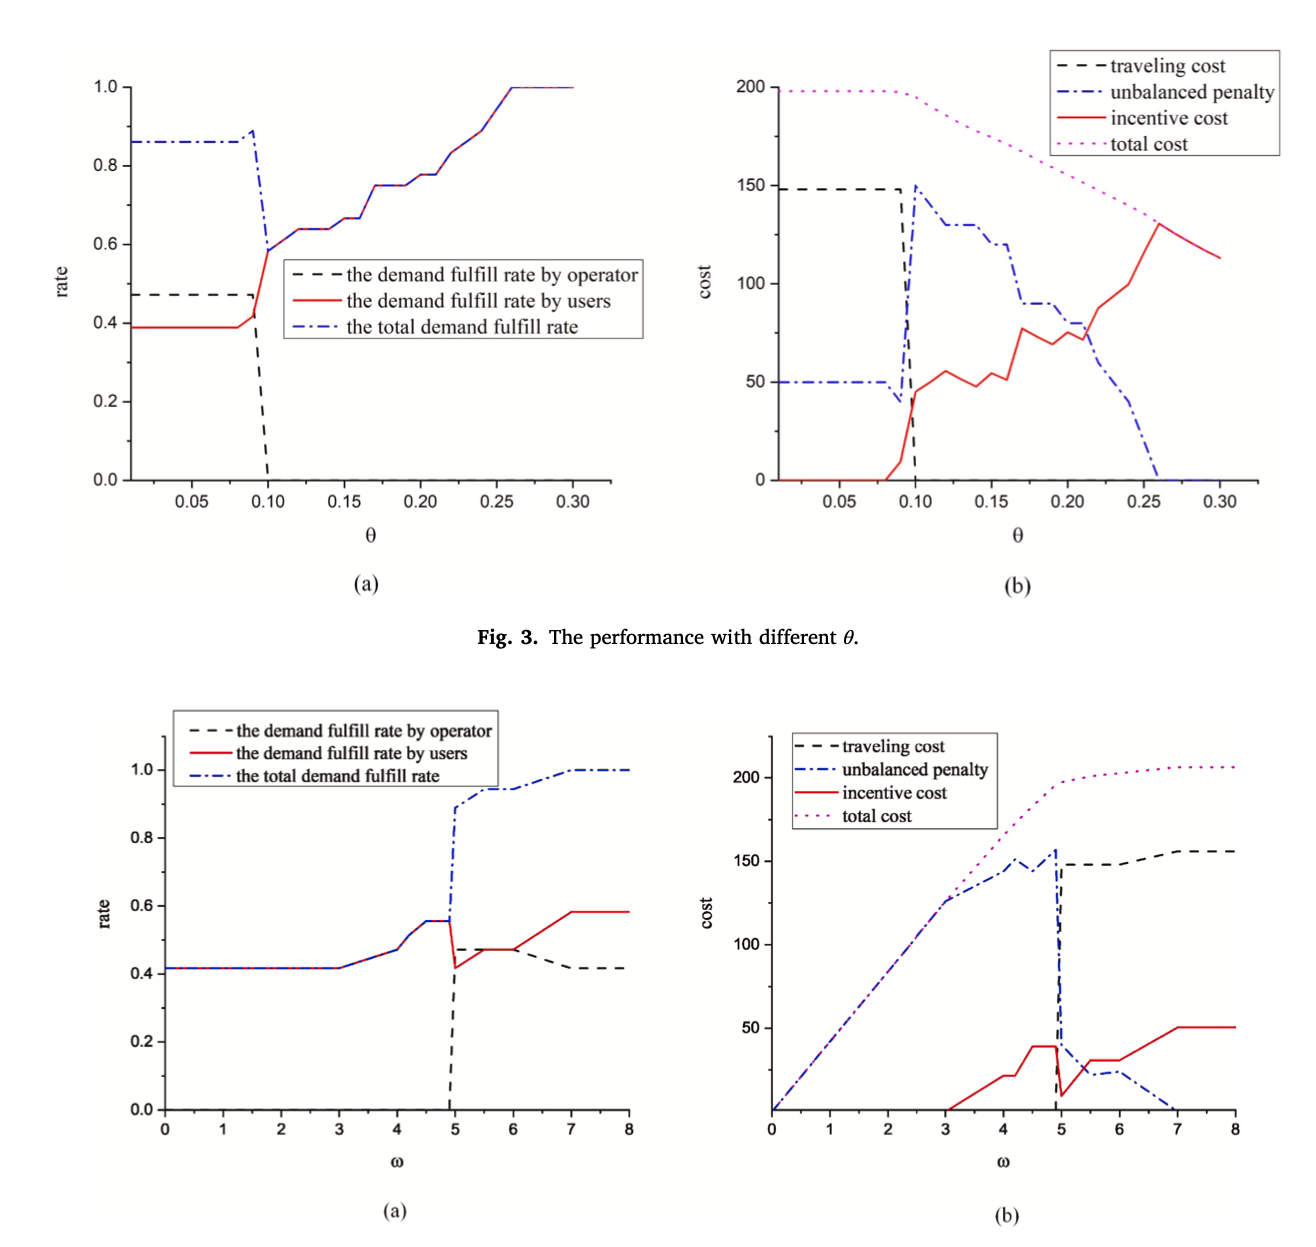 1.0
0.8
0.6
0.4
0.2
0.0
rate
the demand fulfill rate by operator
the demand fulfill rate by users
the total demand fulfill rate
0.05 0.10 0.15 0.20 0.25 0.30
θ
(a)
traveling cost
unbalanced penalty
incentive cost
total cost
200
150
100
50
0
cost
0.05 0.10 0.15 0.20 0.25 0.30
θ
(b)
Fig. 3. The performance with different θ.
the demand fulfill rate by operator
the demand fulfill rate by users
the total demand fulfill rate
1.0
0.8
0.6
0.4
0.2
0.0
rate
0 1 2 3 4 5 6 7 8
ω
(a)
traveling cost
unbalanced penalty
incentive cost
total cost
200
150
100
50
cost
0 1 2 3 4 5 6 7 8
ω
(b)